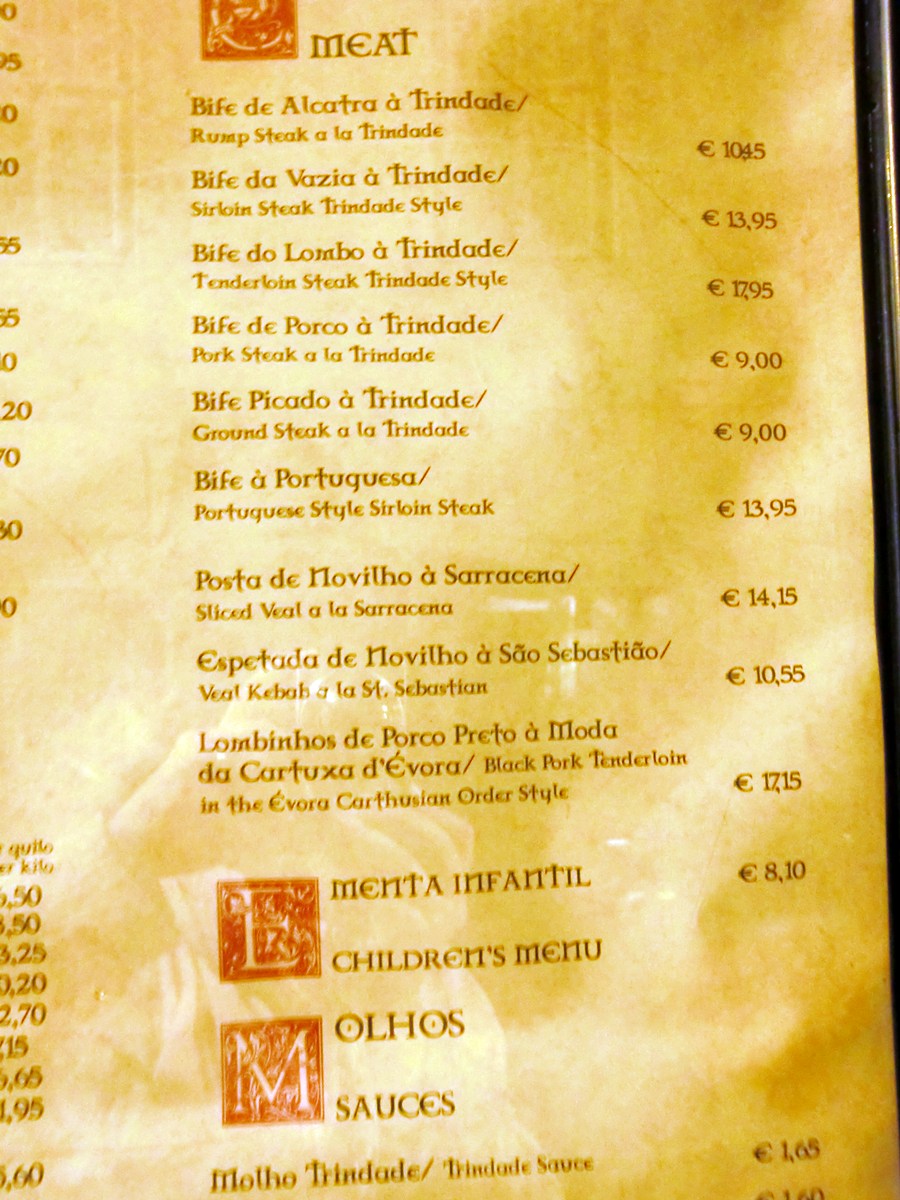 MEAT
Bife de Alcatra à Trindade/
Rump Steak a la Trindade
€ 10,45
Bife da Vazia à Trindade/
Sirloin Steak Trindade Style
€ 13,95
Bife do Lombo à Trindade/
Tenderloin Steak Trindade Style
€ 17,95
Bife de Porco à Trindade/
Pork Steak a la Trindade
€ 9,00
Bife Picado à Trindade/
Ground Steak a la Trindade
€ 9,00
Bife à Portuguesa/
Portuguese Style Sirloin Steak
€ 13,95
Posta de Novilho à Sarracena/
Sliced Veal a la Sarracena
€ 14,15
Espetada de Novilho à São Sebastião/
Veal Kebab a la St. Sebastian
€ 10,55
Lombinhos de Porco Preto à Moda
da Cartuxa d'Évora/ Black Pork Tenderloin
in the Évora Carthusian Order Style
€ 17,15
E MENTA INFANTIL
€ 8,10
CHILDREN'S MENU
M OLHOS
SAUCES
Molho Trindade/ Trindade Sauce
€ 1,65